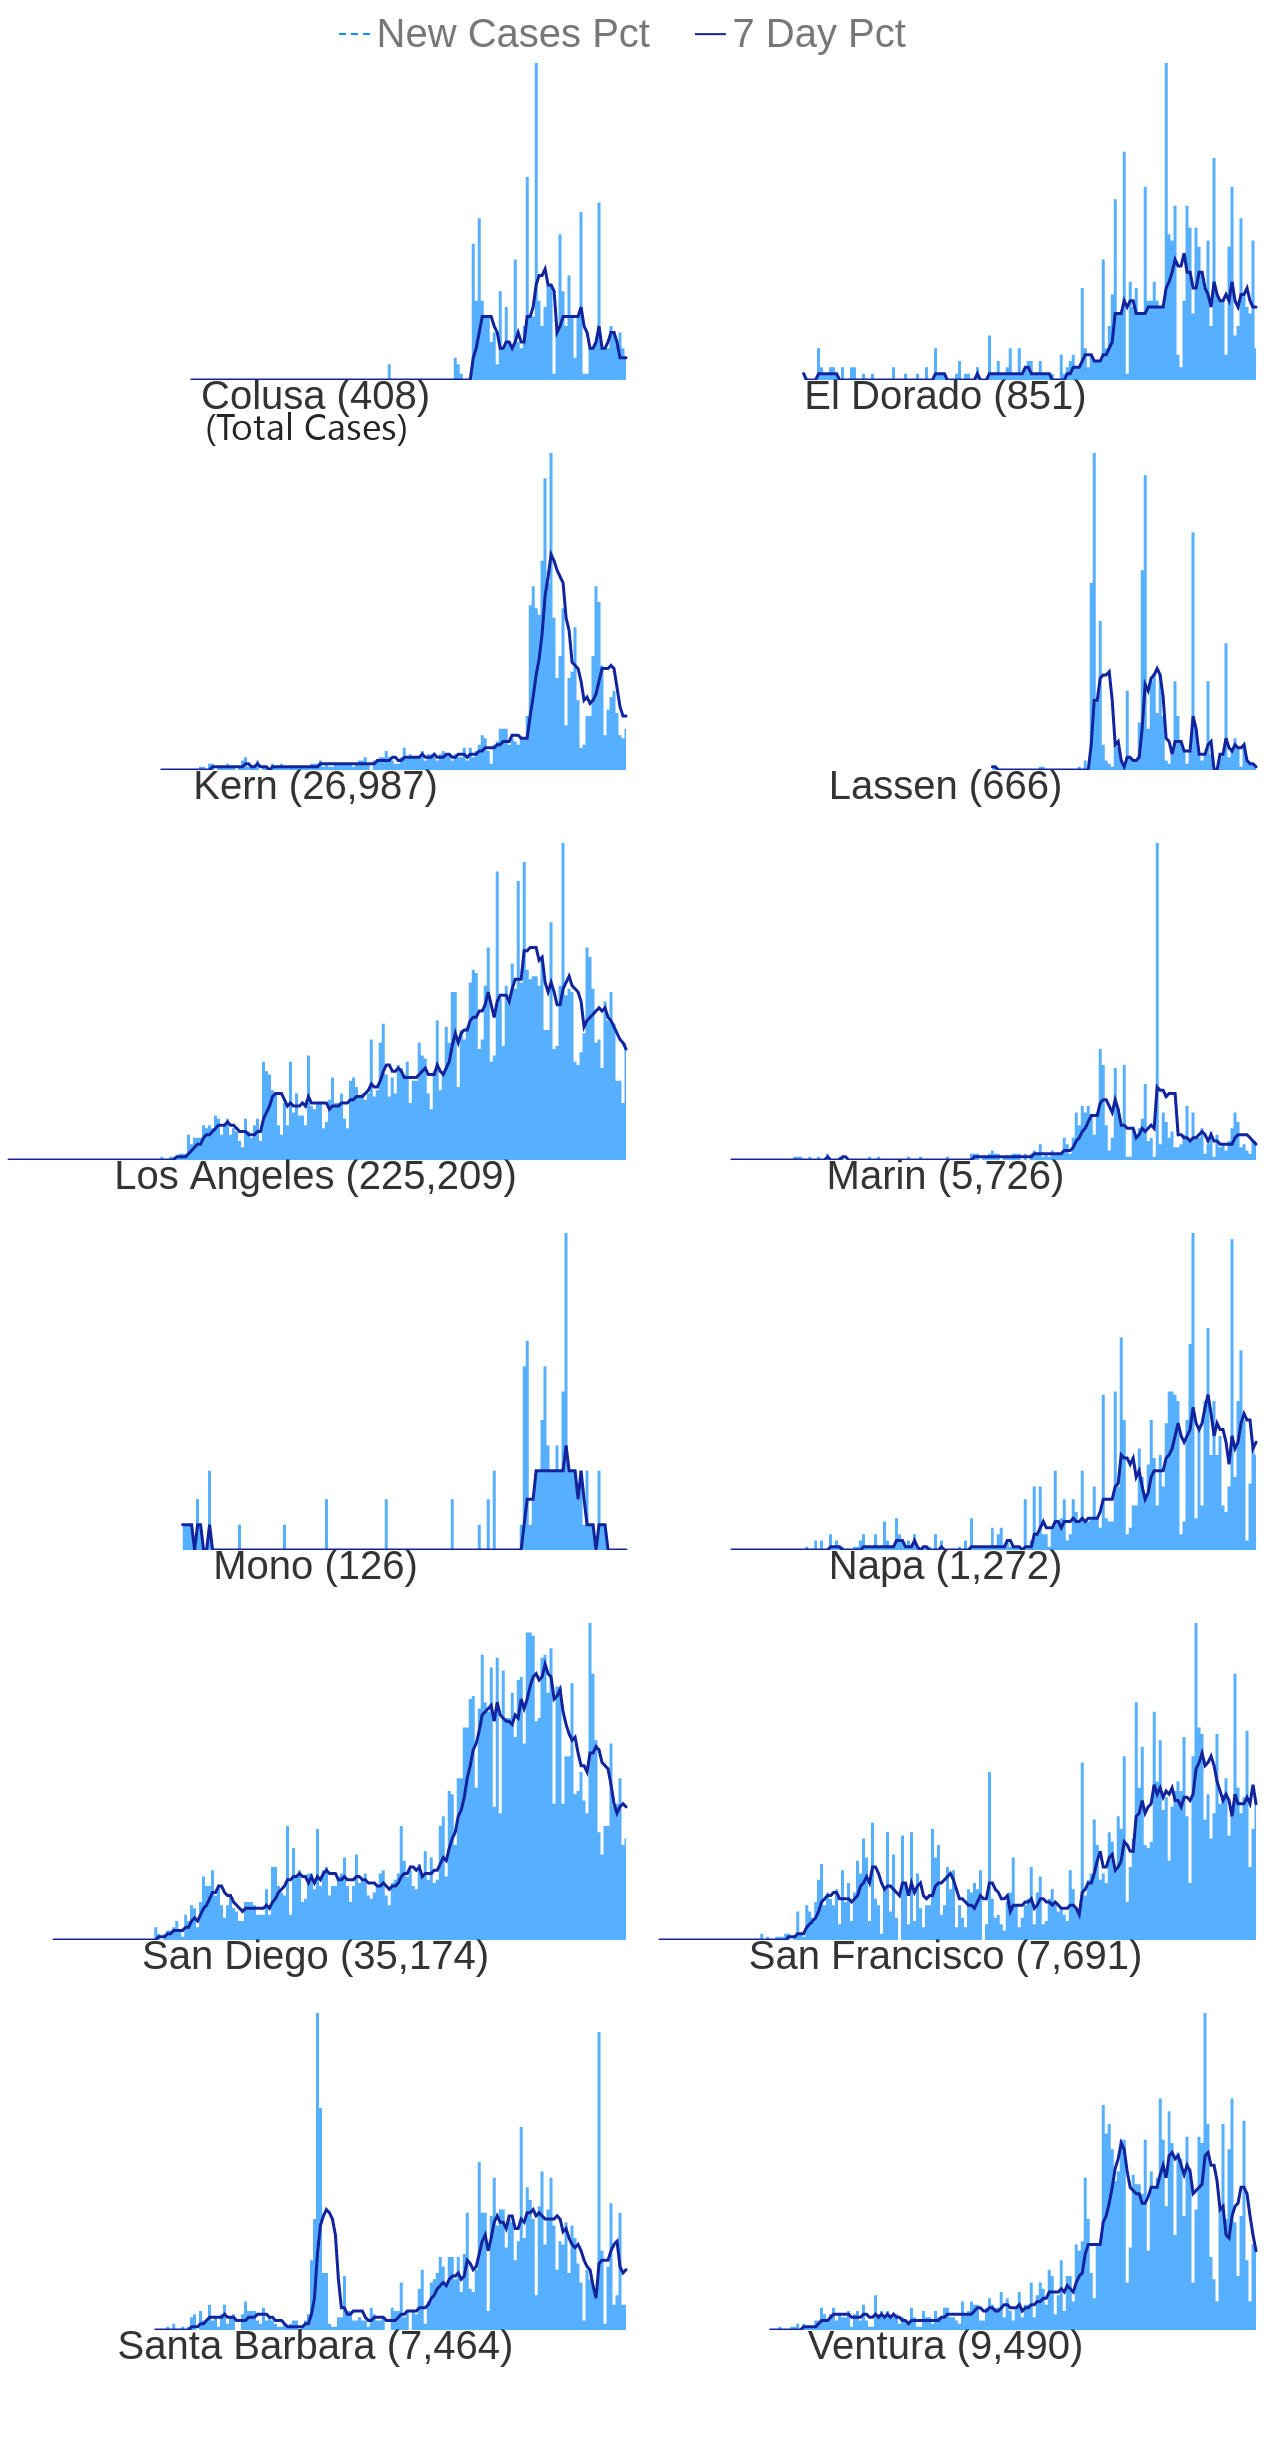 New Cases Pct 7 Day Pct
Colusa (408) El Dorado (851)
(Total Cases)
Kern (26,987) Lassen (666)
Los Angeles (225,209) Marin (5,726)
Mono (126) Napa (1,272)
San Diego (35,174) San Francisco (7,691)
Santa Barbara (7,464) Ventura (9,490)